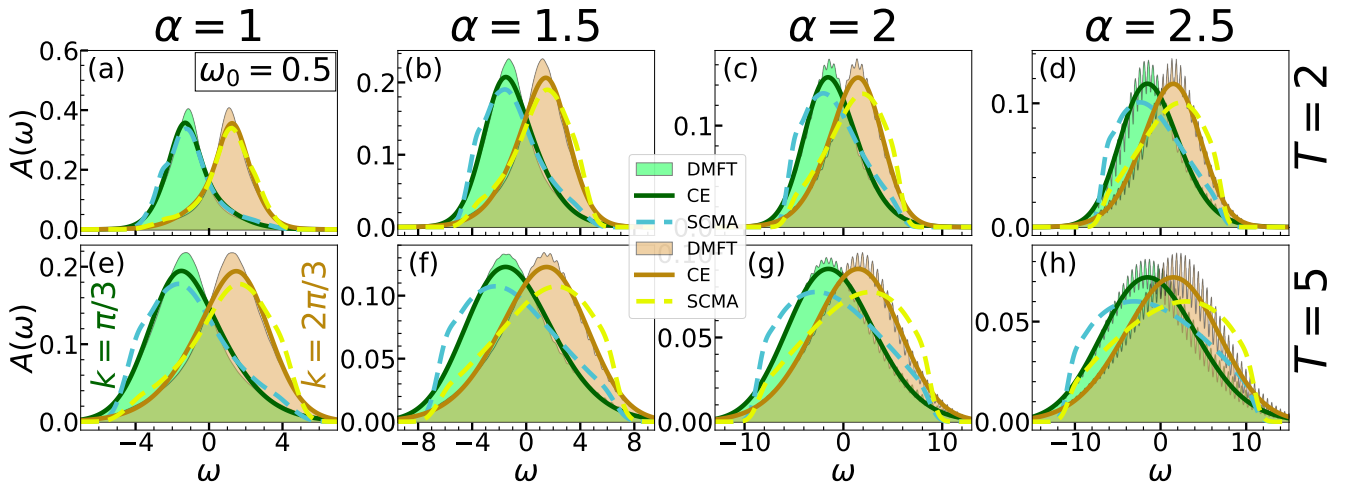 α = 1
α = 1.5
α = 2
α = 2.5
(a)
ω₀ = 0.5
A(ω)
0.6
0.4
0.2
0.0
(b)
0.2
0.1
0.0
(c)
0.1
(d)
0.1
0.0
T = 2
DMFT
CE
SCMA
DMFT
CE
SCMA
(e)
k = π/3
k = 2π/3
A(ω)
0.2
0.1
0.0
−4 0 4
ω
(f)
0.10
0.05
0.00
−8 −4 0 4 8
ω
(g)
0.10
0.05
0.00
−10 0 10
ω
(h)
0.05
0.00
−10 0 10
ω
T = 5